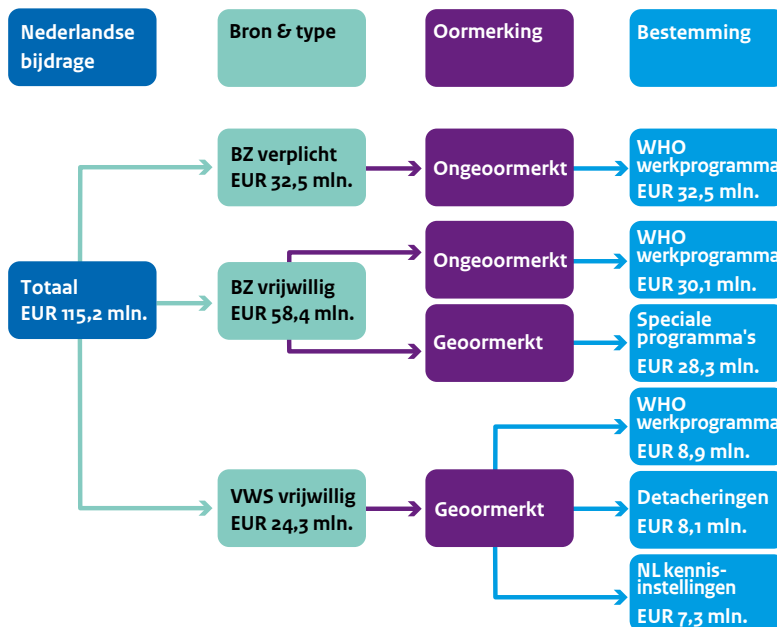 Nederlandse
bijdrage
Bron & type
Oormerking
Bestemming
BZ verplicht
EUR 32,5 mln.
Ongeoormerkt
WHO
werkprogramma
EUR 32,5 mln.
Totaal
EUR 115,2 mln.
BZ vrijwillig
EUR 58,4 mln.
Ongeoormerkt
WHO
werkprogramma
EUR 30,1 mln.
Geoormerkt
Speciale
programma's
EUR 28,3 mln.
VWS vrijwillig
EUR 24,3 mln.
Geoormerkt
WHO
werkprogramma
EUR 8,9 mln.
Detacheringen
EUR 8,1 mln.
NL kennis-
instellingen
EUR 7,3 mln.